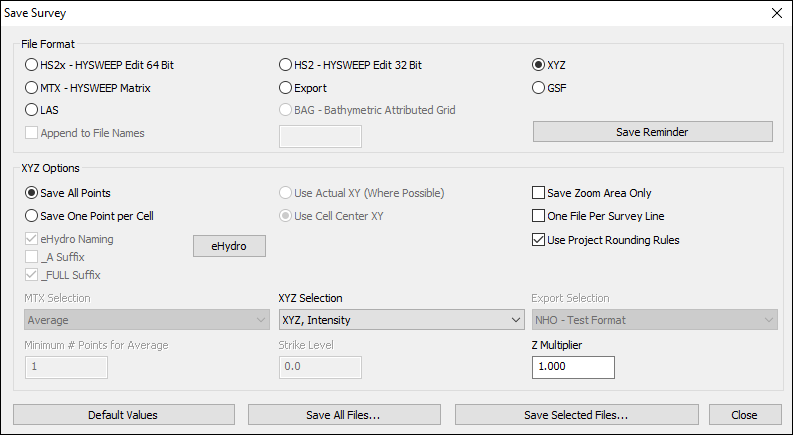 Save Survey
File Format
HS2x - HYSWEEP Edit 64 Bit
HS2 - HYSWEEP Edit 32 Bit
XYZ
MTX - HYSWEEP Matrix
Export
GSF
LAS
BAG - Bathymetric Attributed Grid
Append to File Names
Save Reminder
XYZ Options
Save All Points
Use Actual XY (Where Possible)
Save Zoom Area Only
Save One Point per Cell
Use Cell Center XY
One File Per Survey Line
eHydro Naming
eHydro
Use Project Rounding Rules
_A Suffix
_FULL Suffix
MTX Selection
XYZ Selection
Export Selection
Average
XYZ, Intensity
NHO - Test Format
Minimum # Points for Average
Strike Level
Z Multiplier
1
0.0
1.000
Default Values
Save All Files...
Save Selected Files...
Close